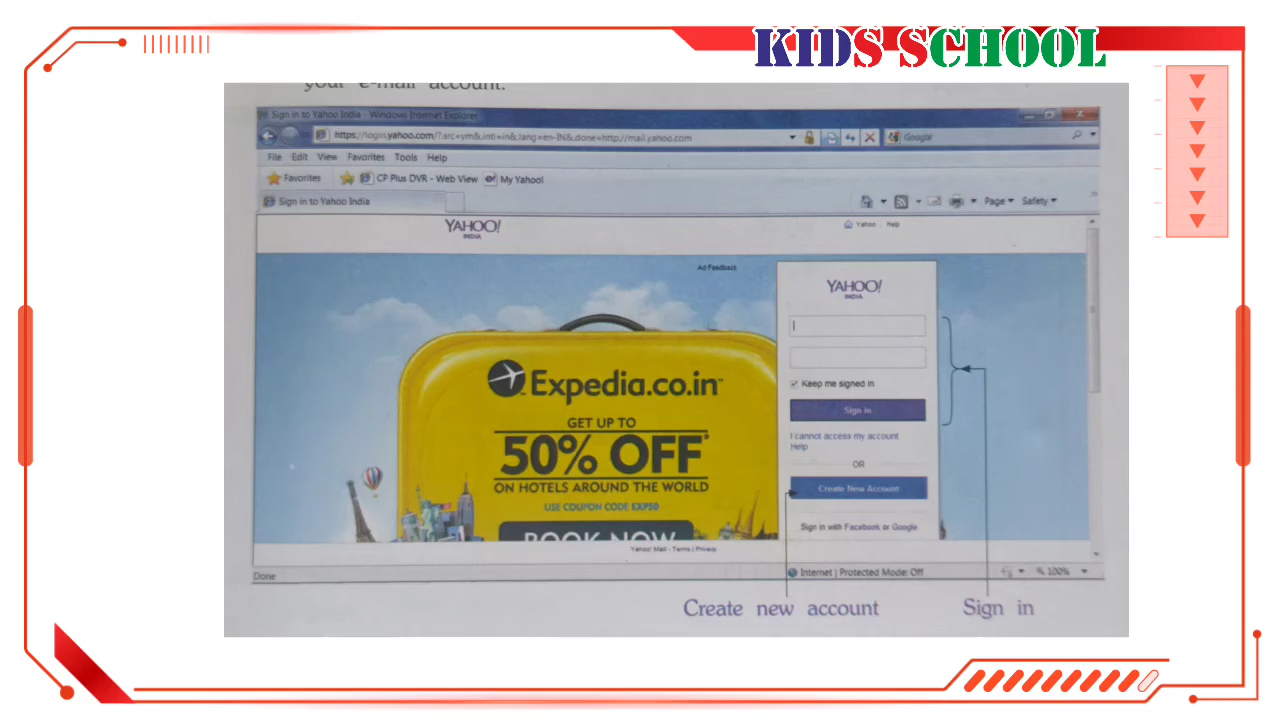 KIDS SCHOOL
your e-mail account.
Sign in to Yahoo India - Windows Internet Explorer
https://login.yahoo.com/?.src=ym&.intl=in&.lang=en-IN&.done=http://mail.yahoo.com
Google
File Edit View Favorites Tools Help
Favorites CP Plus DVR - Web View My Yahoo!
Sign in to Yahoo India
Page Safety
YAHOO!
INDIA
Yahoo Help
Ad Feedback
YAHOO!
INDIA
Expedia.co.in™
GET UP TO
50% OFF*
ON HOTELS AROUND THE WORLD
USE COUPON CODE EXP50
BOOK NOW
Keep me signed in
Sign in
I cannot access my account
Help
OR
Create New Account
Sign in with Facebook or Google
Yahoo! Mail - Terms | Privacy
Done
Internet | Protected Mode: Off
100%
Create new account
Sign in